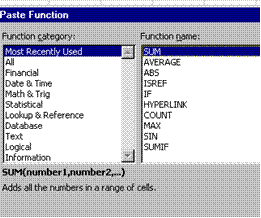 Paste Function
Function category:
Most Recently Used
All
Financial
Date & Time
Math & Trig
Statistical
Lookup & Reference
Database
Text
Logical
Information
Function name:
SUM
AVERAGE
ABS
ISREF
IF
HYPERLINK
COUNT
MAX
SIN
SUMIF
SUM(number1,number2,...)
Adds all the numbers in a range of cells.